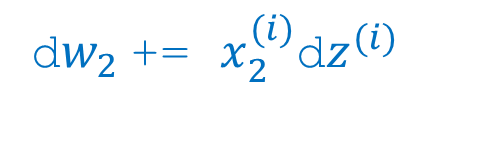 dw₂ += x₂⁽ⁱ⁾dz⁽ⁱ⁾